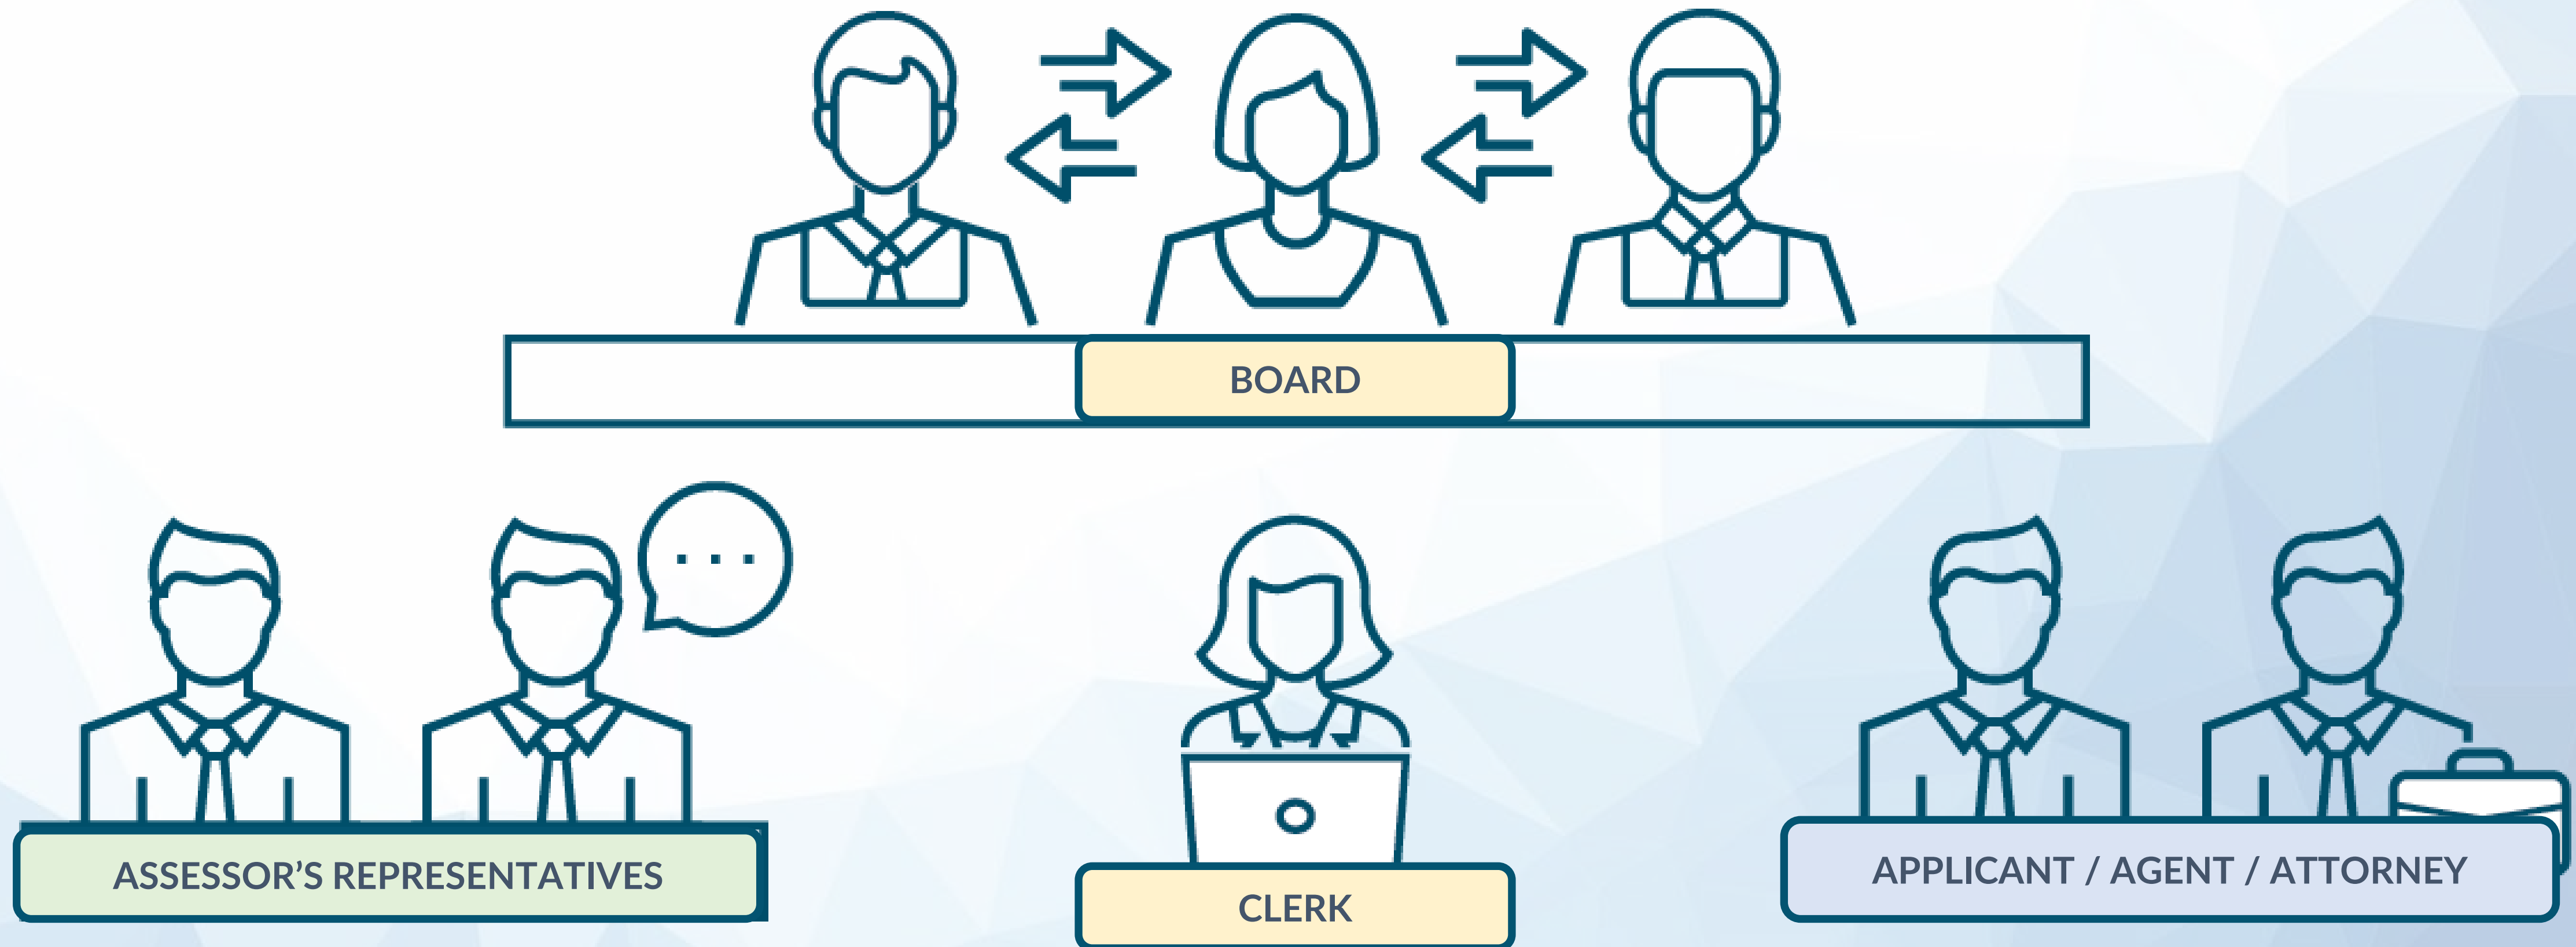 BOARD
ASSESSOR’S REPRESENTATIVES
CLERK
APPLICANT / AGENT / ATTORNEY